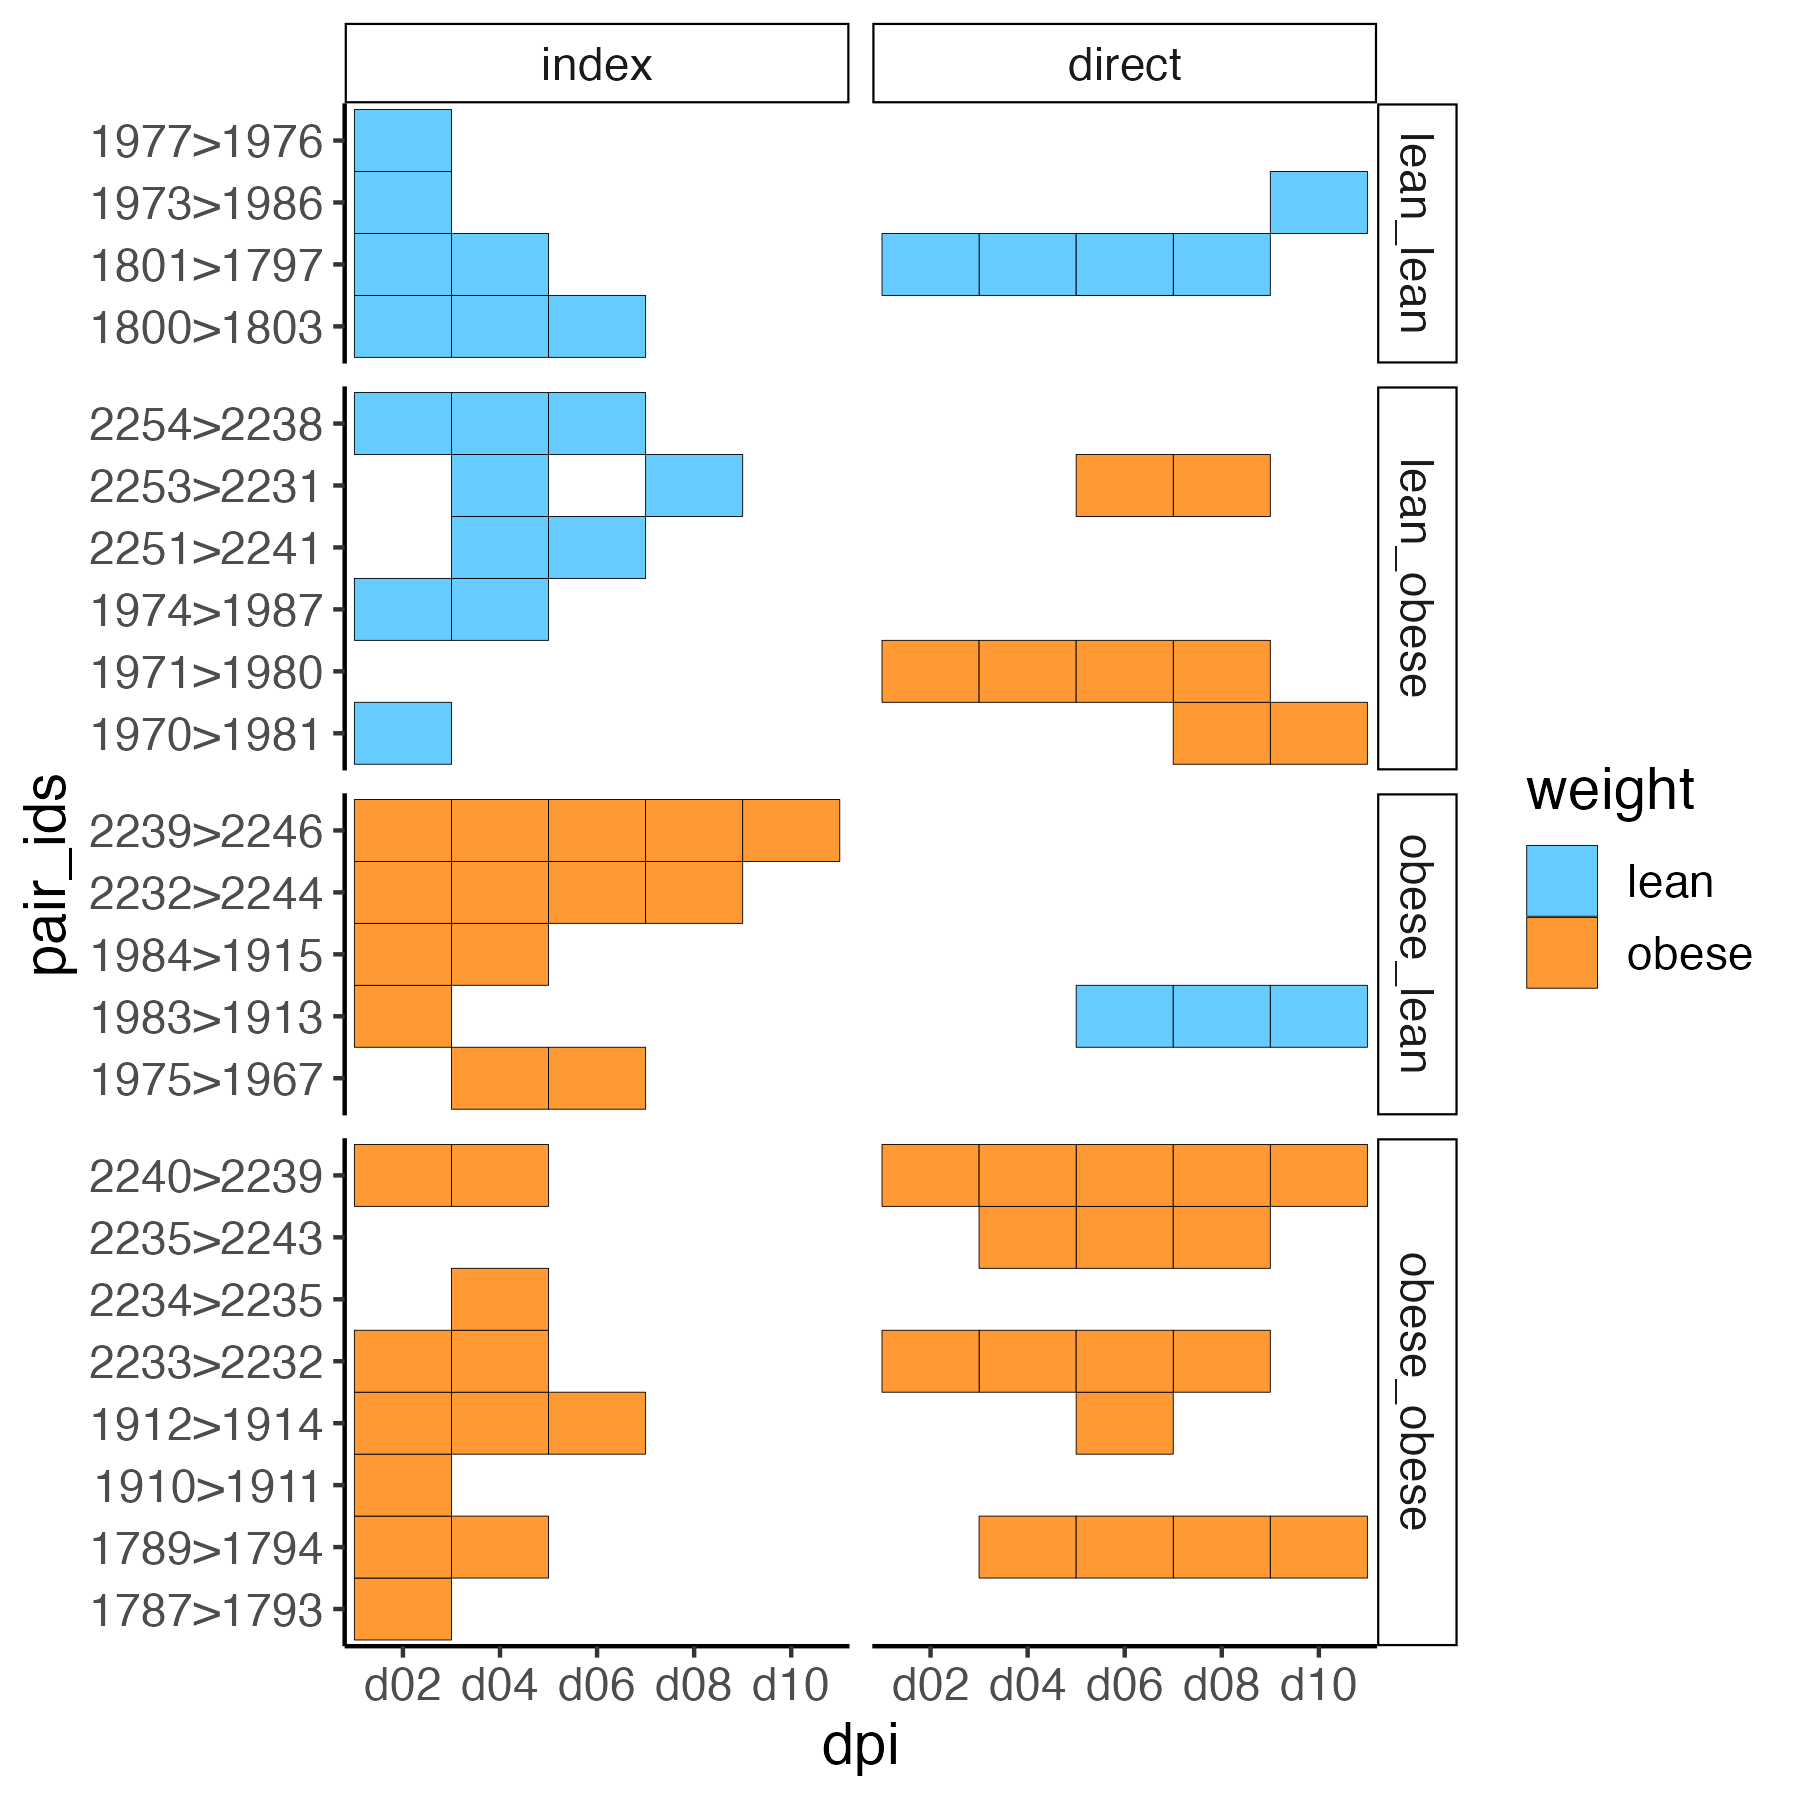 index
direct
1977>1976
1973>1986
1801>1797
1800>1803
lean_lean
2254>2238
2253>2231
2251>2241
1974>1987
1971>1980
1970>1981
lean_obese
2239>2246
2232>2244
1984>1915
1983>1913
1975>1967
obese_lean
2240>2239
2235>2243
2234>2235
2233>2232
1912>1914
1910>1911
1789>1794
1787>1793
obese_obese
d02 d04 d06 d08 d10
d02 d04 d06 d08 d10
dpi
pair_ids
weight
lean
obese